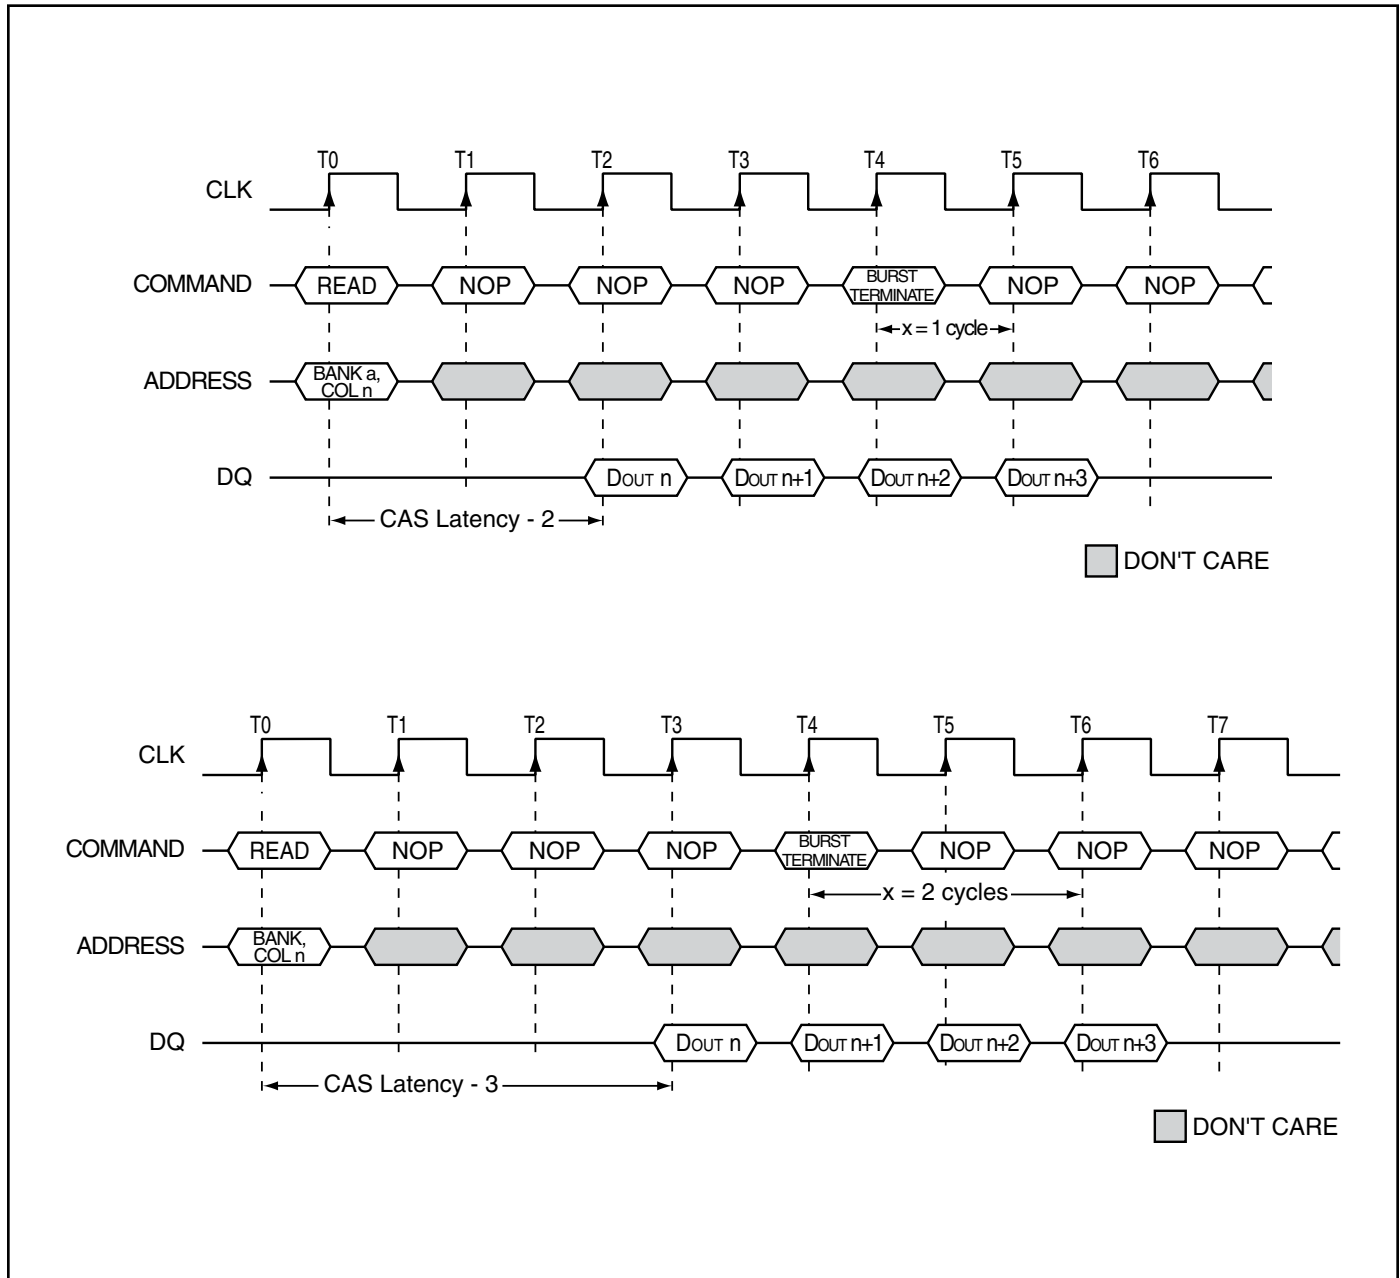 T0 T1 T2 T3 T4 T5 T6
CLK
COMMAND READ NOP NOP NOP BURST TERMINATE NOP NOP
x = 1 cycle
ADDRESS BANK a, COL n
DQ DOUT n DOUT n+1 DOUT n+2 DOUT n+3
CAS Latency - 2
DON'T CARE
T0 T1 T2 T3 T4 T5 T6 T7
CLK
COMMAND READ NOP NOP NOP BURST TERMINATE NOP NOP NOP
x = 2 cycles
ADDRESS BANK, COL n
DQ DOUT n DOUT n+1 DOUT n+2 DOUT n+3
CAS Latency - 3
DON'T CARE